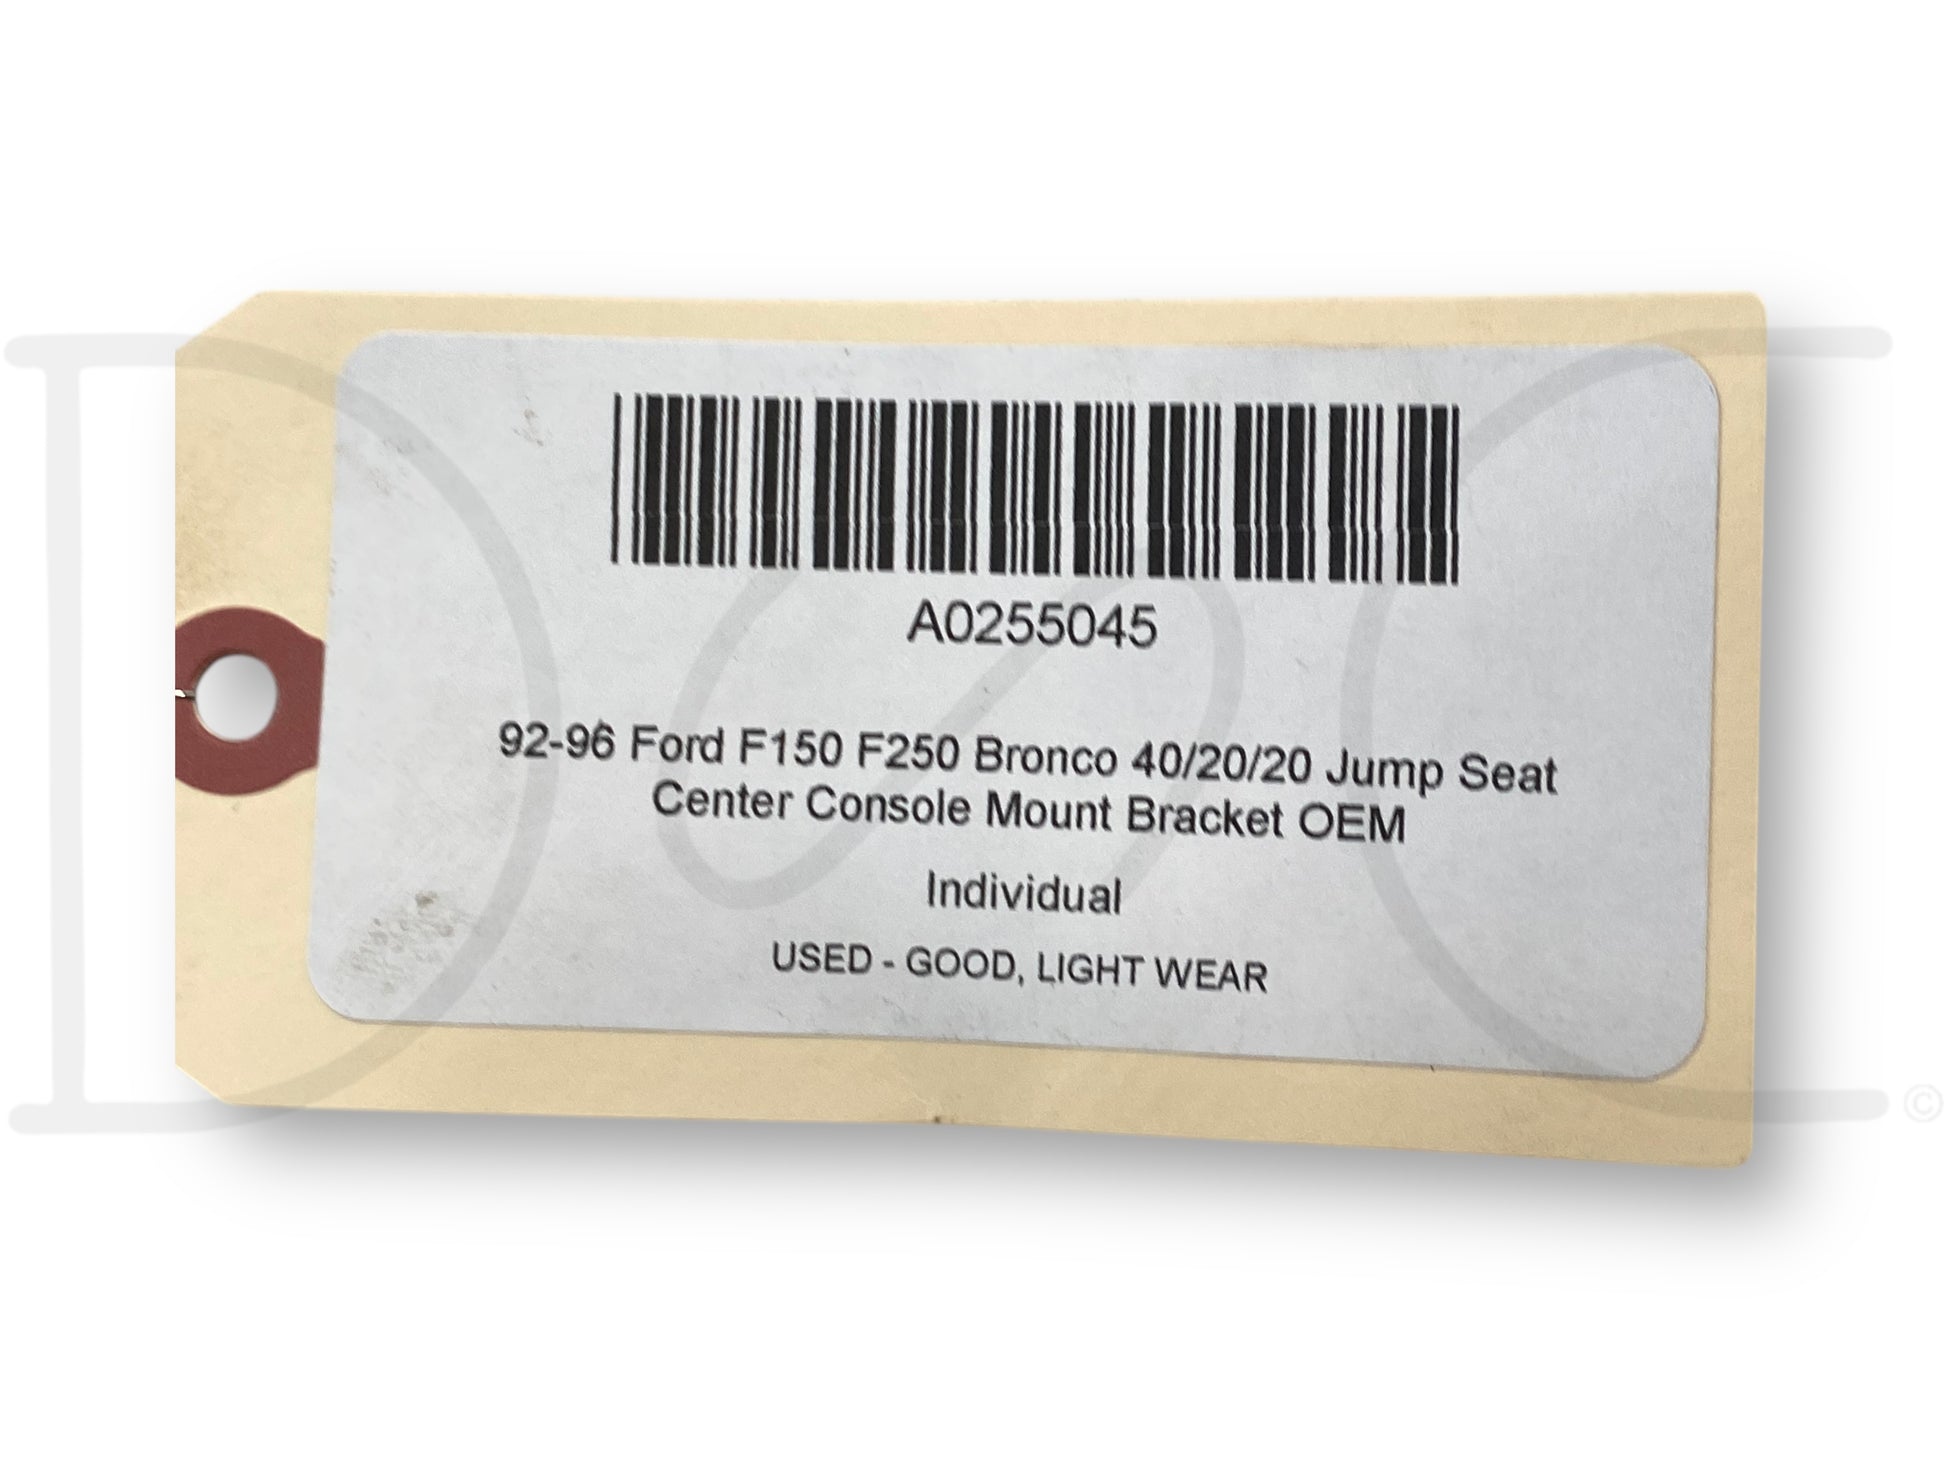 A0255045
92-96 Ford F150 F250 Bronco 40/20/20 Jump Seat
Center Console Mount Bracket OEM
Individual
USED - GOOD, LIGHT WEAR
©